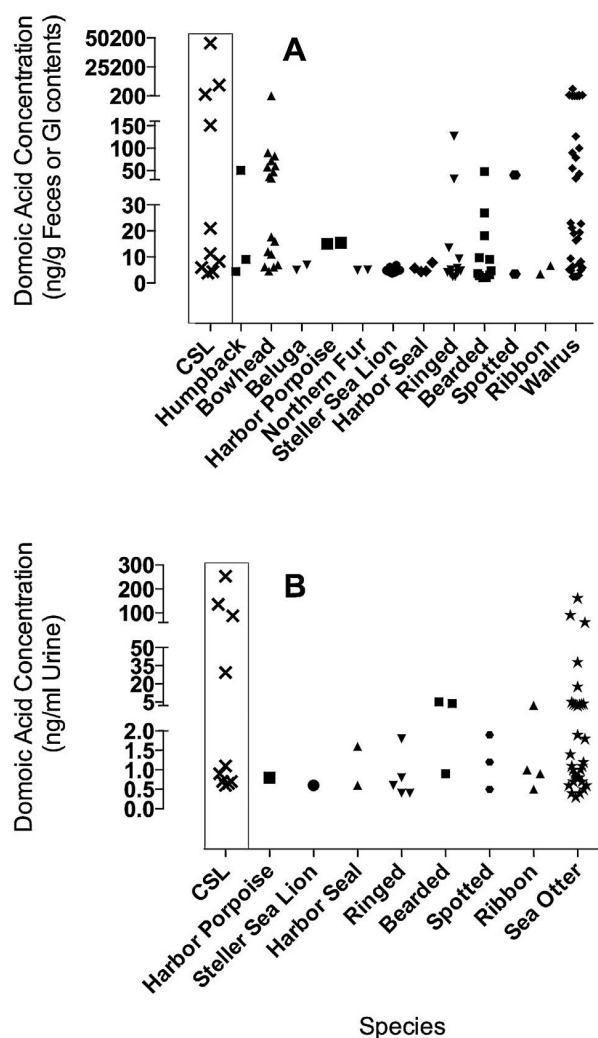 A
Domoic Acid Concentration
(ng/g Feces or GI contents)
50200
25200
200
150
100
50
30
20
10
0
CSL
Humpback
Bowhead
Beluga
Harbor Porpoise
Northern Fur
Steller Sea Lion
Harbor Seal
Ringed
Bearded
Spotted
Ribbon
Walrus
B
Domoic Acid Concentration
(ng/ml Urine)
300
200
100
50
35
20
5
2.0
1.5
1.0
0.5
0.0
CSL
Harbor Porpoise
Steller Sea Lion
Harbor Seal
Ringed
Bearded
Spotted
Ribbon
Sea Otter
Species